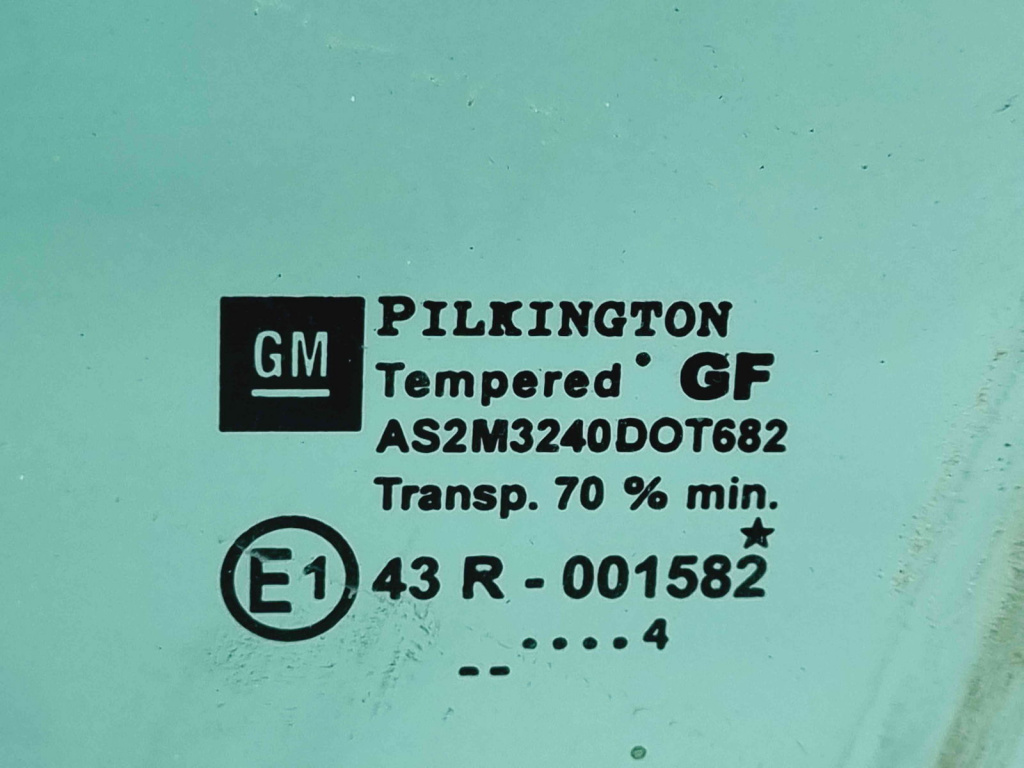 GM
PILKINGTON
Tempered • GF
AS2M3240DOT682
Transp. 70 % min.
E1 43 R - 001582 ★
....4
--